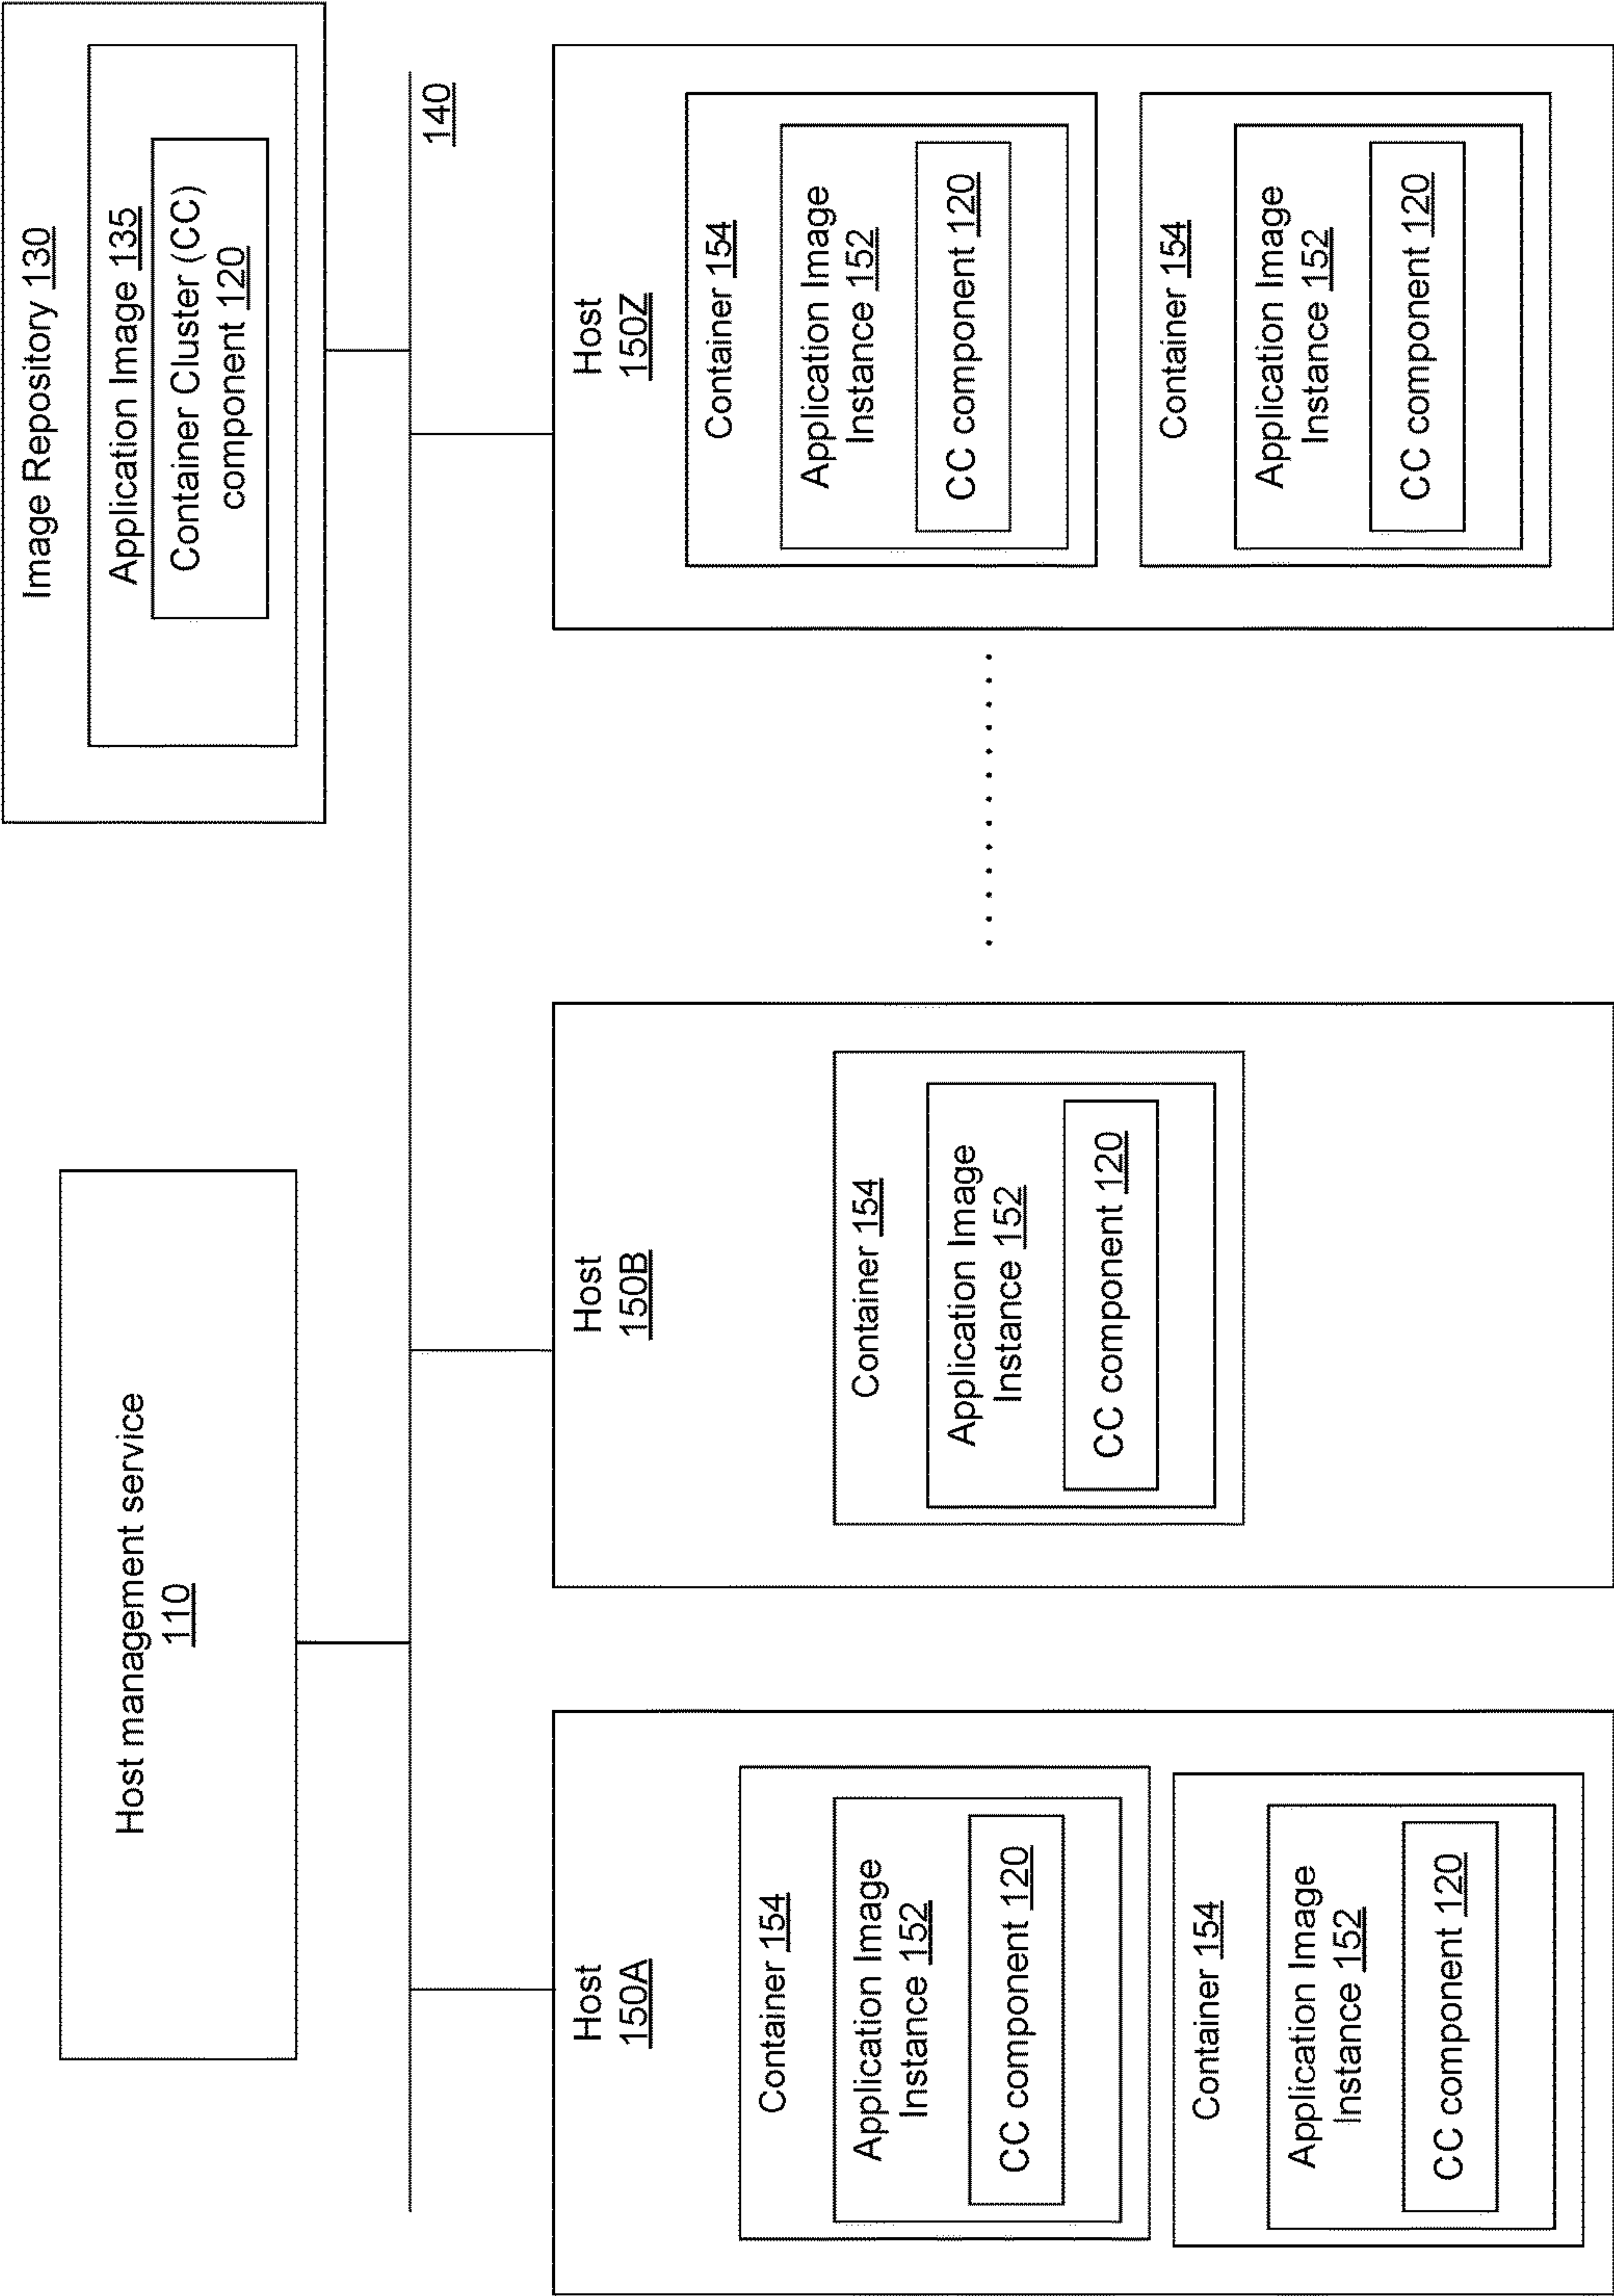 Host management service
110
Image Repository 130
Application Image 135
Container Cluster (CC)
component 120
140
Host
150A
Container 154
Application Image
Instance 152
CC component 120
Container 154
Application Image
Instance 152
CC component 120
Host
150B
Container 154
Application Image
Instance 152
CC component 120
Host
150Z
Container 154
Application Image
Instance 152
CC component 120
Container 154
Application Image
Instance 152
CC component 120